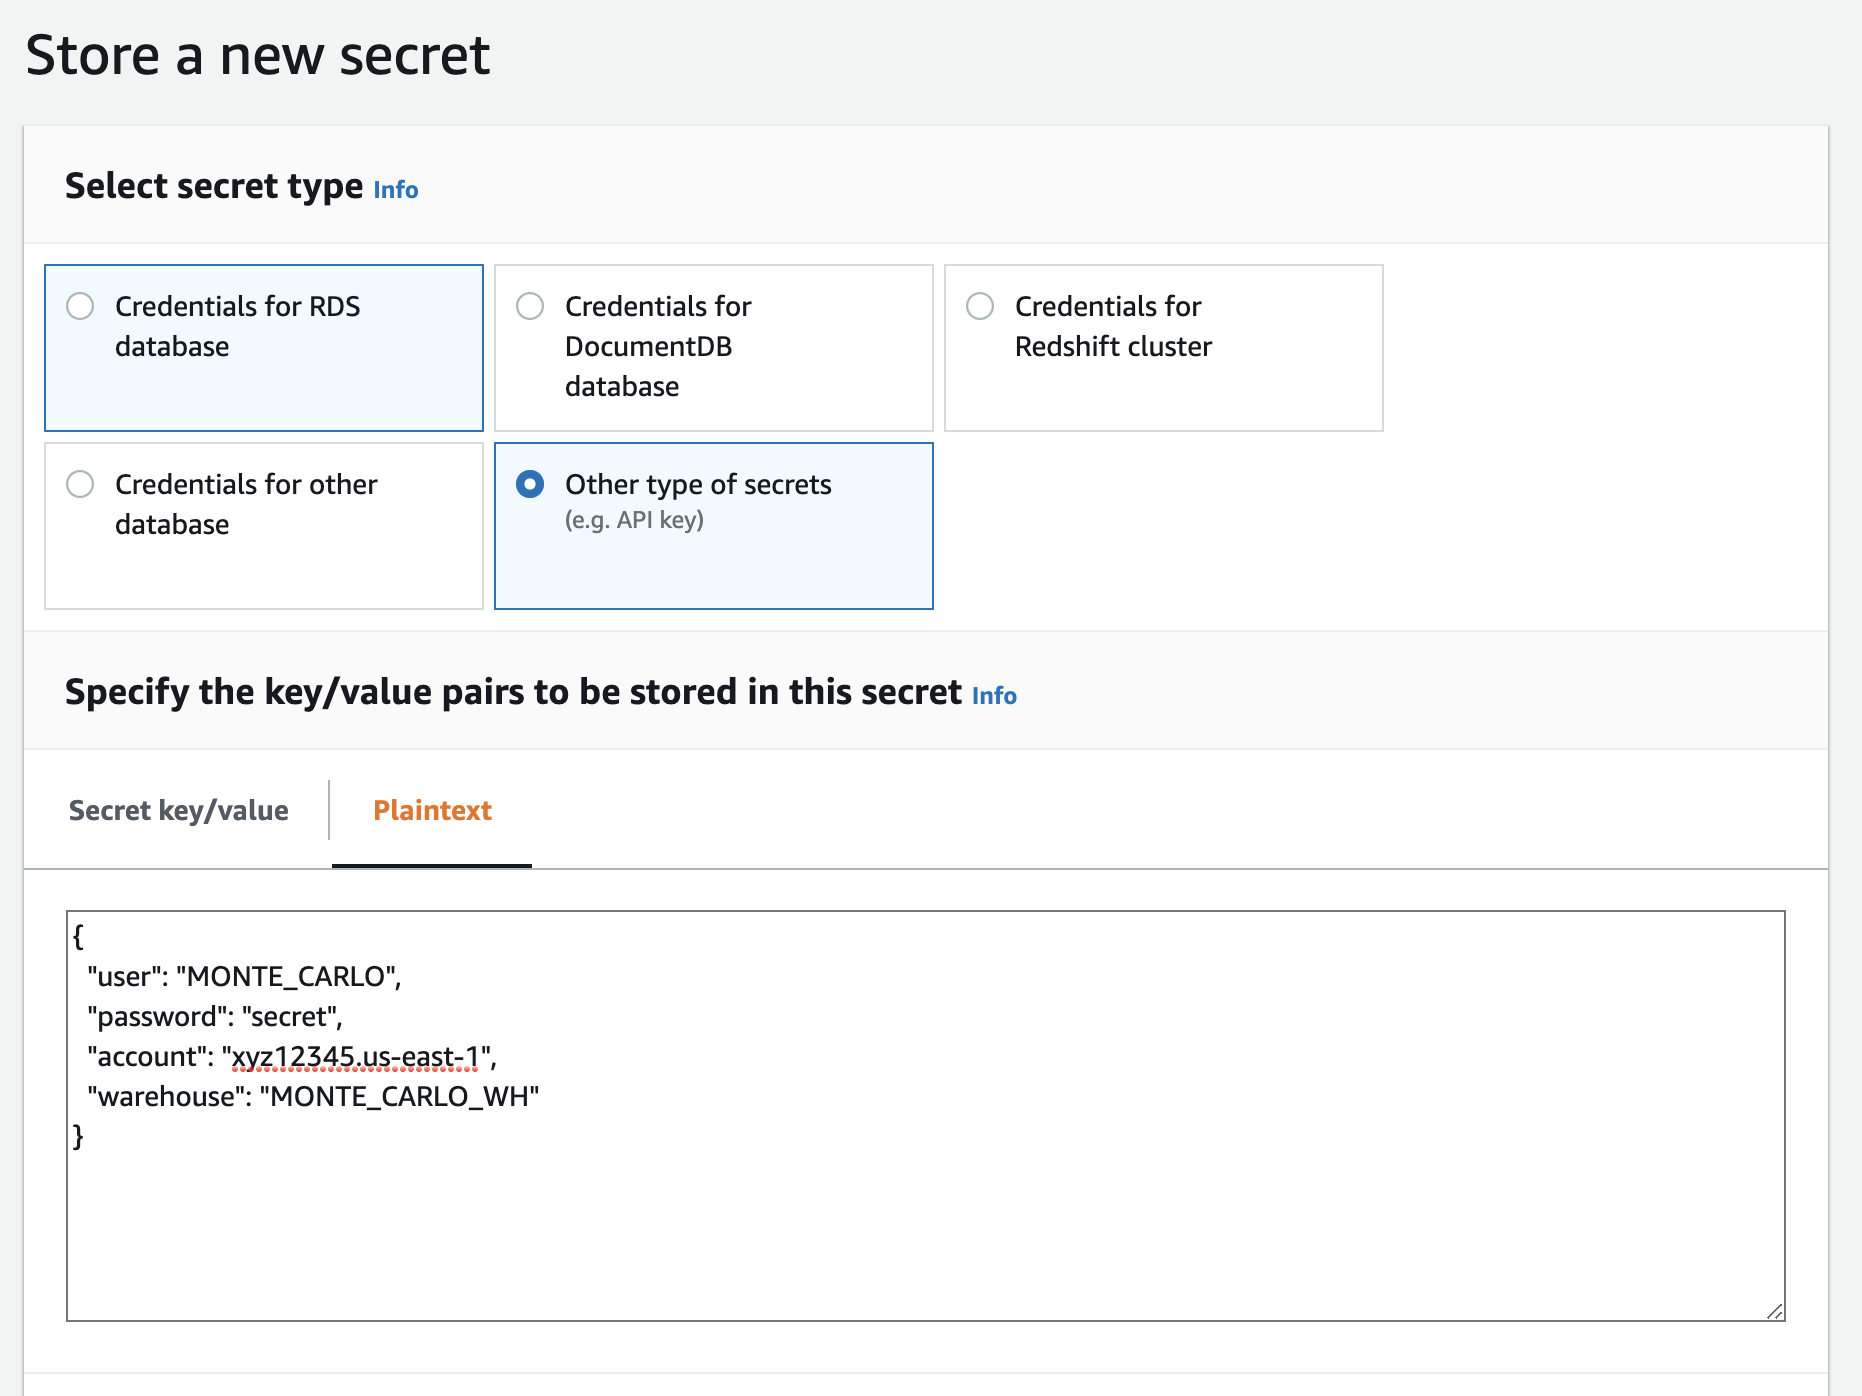 Store a new secret
Select secret type Info
Credentials for RDS
database
Credentials for
DocumentDB
database
Credentials for
Redshift cluster
Credentials for other
database
Other type of secrets
(e.g. API key)
Specify the key/value pairs to be stored in this secret Info
Secret key/value
Plaintext
{
"user": "MONTE_CARLO",
"password": "secret",
"account": "xyz12345.us-east-1",
"warehouse": "MONTE_CARLO_WH"
}